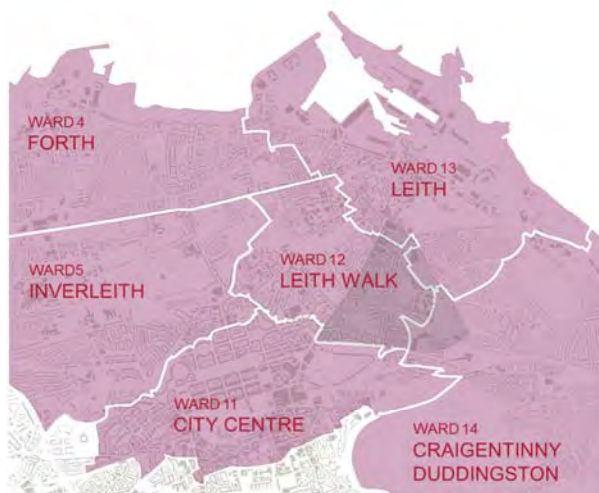 WARD 4
FORTH
WARD 13
LEITH
WARD5
INVERLEITH
WARD 12
LEITH WALK
WARD 11
CITY CENTRE
WARD 14
CRAIGENTINNY
DUDDINGSTON